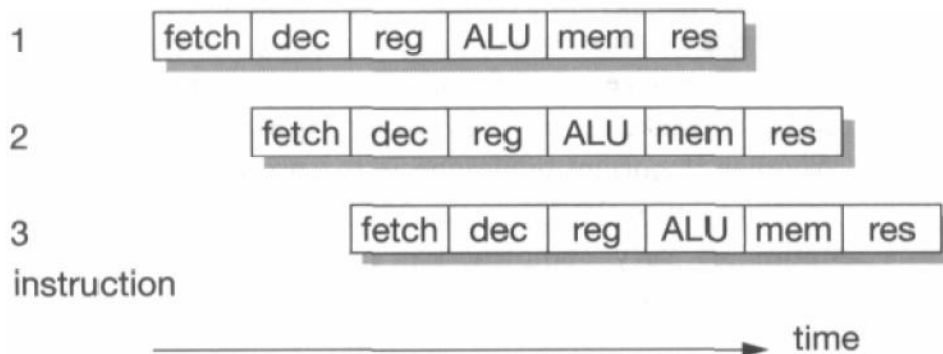 1 fetch dec reg ALU mem res
2 fetch dec reg ALU mem res
3 fetch dec reg ALU mem res
instruction
time